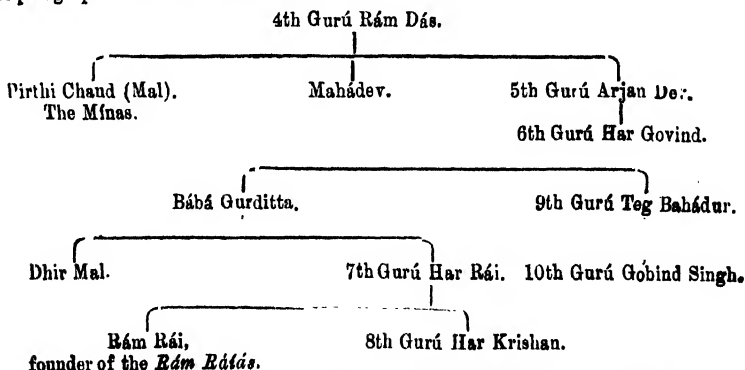 4th Gurú Rám Dás.
Pirthi Chand (Mal). Mahádev. 5th Gurú Arjan Dev.
The Mínas.
6th Gurú Har Govind.
Bábá Gurditta. 9th Gurú Teg Bahádur.
Dhir Mal. 7th Gurú Har Rái. 10th Gurú Gobind Singh.
Rám Rái, 8th Gurú Har Krishan.
founder of the Rám Ráiás.